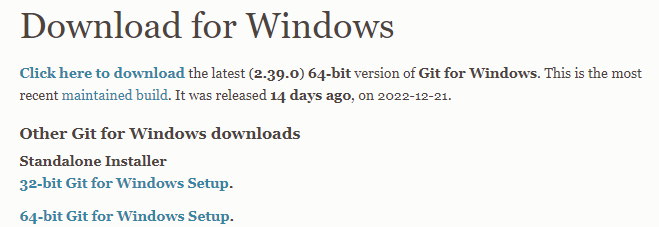 Download for Windows
Click here to download the latest (2.39.0) 64-bit version of Git for Windows. This is the most
recent maintained build. It was released 14 days ago, on 2022-12-21.
Other Git for Windows downloads
Standalone Installer
32-bit Git for Windows Setup.
64-bit Git for Windows Setup.